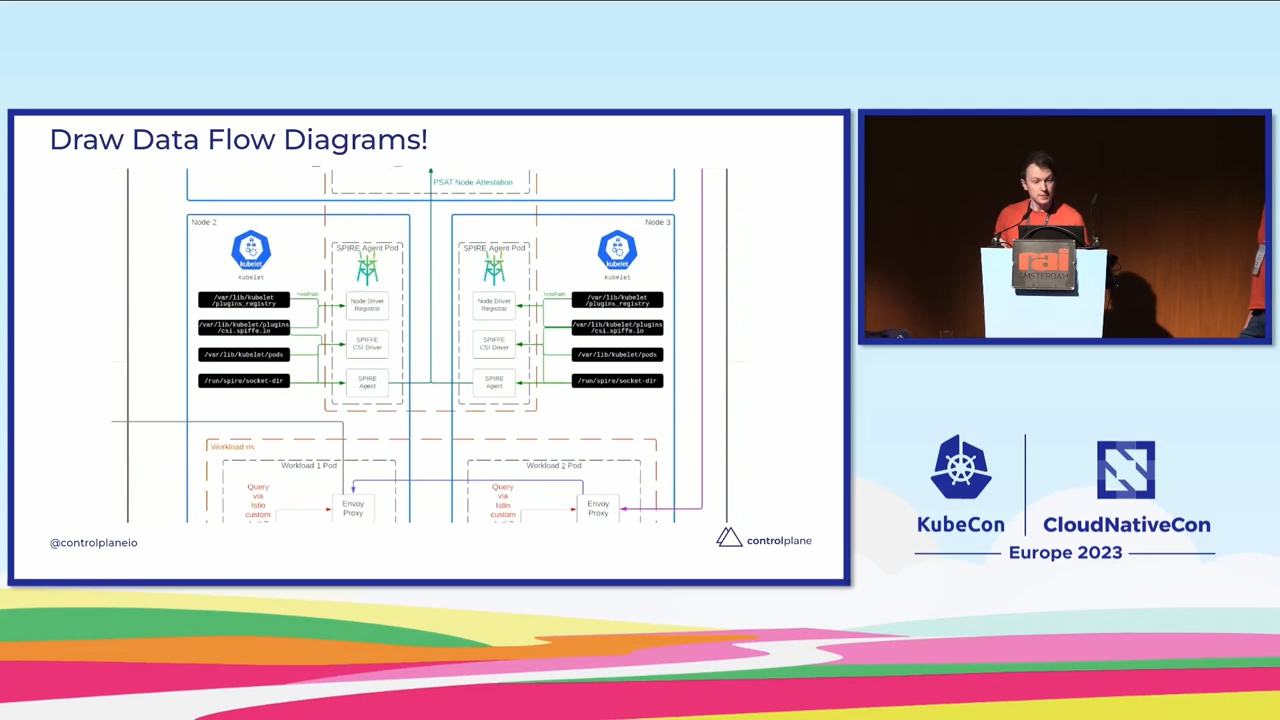 Draw Data Flow Diagrams!
PSAT Node Attestation
Node 2
Node 3
kubelet
Kubelet
SPIRE Agent Pod
SPIRE Agent Pod
kubelet
Kubelet
/var/lib/kubelet
/plugins_registry
hostPath
Node Driver
Registrar
Node Driver
Registrar
hostPath
/var/lib/kubelet
/plugins_registry
/var/lib/kubelet/plugins
/csi.spiffe.io
SPIFFE
CSI Driver
SPIFFE
CSI Driver
/var/lib/kubelet/plugins
/csi.spiffe.io
/var/lib/kubelet/pods
/var/lib/kubelet/pods
/run/spire/socket-dir
SPIRE
Agent
SPIRE
Agent
/run/spire/socket-dir
Workload ns
Workload 1 Pod
Workload 2 Pod
Query
via
Istio
custom
Envoy
Proxy
Query
via
Istio
custom
Envoy
Proxy
@controlplaneio
controlplane
rai
AMSTERDAM
KubeCon
CloudNativeCon
Europe 2023